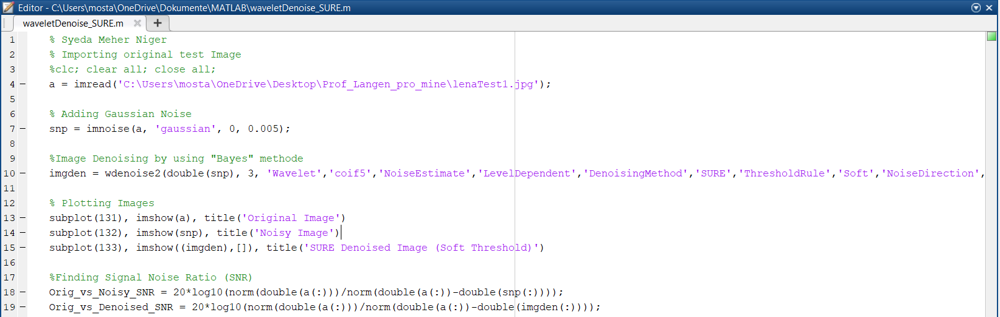 Editor - C:\Users\mosta\OneDrive\Dokumente\MATLAB\waveletDenoise_SURE.m
waveletDenoise_SURE.m
1 % Syeda Meher Niger
2 % Importing original test Image
3 %clc; clear all; close all;
4 a = imread('C:\Users\mosta\OneDrive\Desktop\Prof_Langen_pro_mine\lenaTest1.jpg');
5
6 % Adding Gaussian Noise
7 snp = imnoise(a, 'gaussian', 0, 0.005);
8
9 %Image Denoising by using "Bayes" methode
10 imgden = wdenoise2(double(snp), 3, 'Wavelet','coif5','NoiseEstimate','LevelDependent','DenoisingMethod','SURE','ThresholdRule','Soft','NoiseDirection',
11
12 % Plotting Images
13 subplot(131), imshow(a), title('Original Image')
14 subplot(132), imshow(snp), title('Noisy Image')
15 subplot(133), imshow((imgden),[]), title('SURE Denoised Image (Soft Threshold)')
16
17 %Finding Signal Noise Ratio (SNR)
18 Orig_vs_Noisy_SNR = 20*log10(norm(double(a(:)))/norm(double(a(:))-double(snp(:))));
19 Orig_vs_Denoised_SNR = 20*log10(norm(double(a(:)))/norm(double(a(:))-double(imgden(:))));